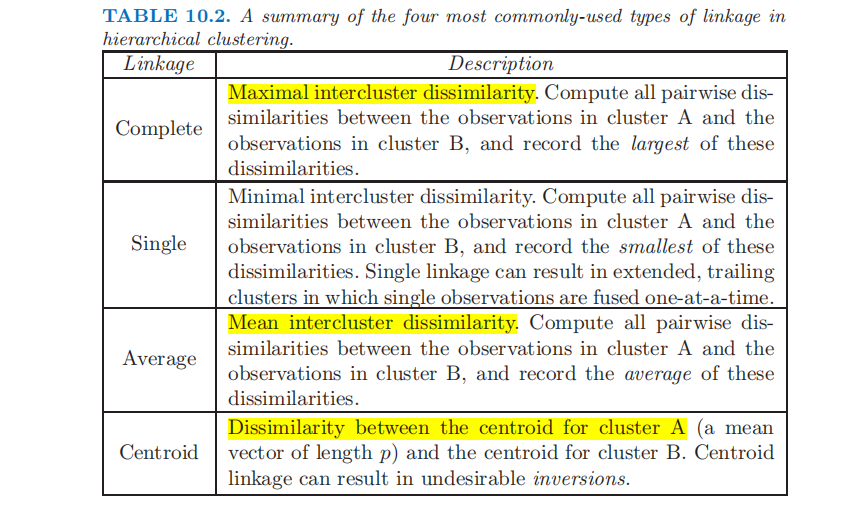 TABLE 10.2. A summary of the four most commonly-used types of linkage in
hierarchical clustering.
Linkage Description
Complete
Maximal intercluster dissimilarity. Compute all pairwise dis-
similarities between the observations in cluster A and the
observations in cluster B, and record the largest of these
dissimilarities.
Single
Minimal intercluster dissimilarity. Compute all pairwise dis-
similarities between the observations in cluster A and the
observations in cluster B, and record the smallest of these
dissimilarities. Single linkage can result in extended, trailing
clusters in which single observations are fused one-at-a-time.
Average
Mean intercluster dissimilarity. Compute all pairwise dis-
similarities between the observations in cluster A and the
observations in cluster B, and record the average of these
dissimilarities.
Centroid
Dissimilarity between the centroid for cluster A (a mean
vector of length p) and the centroid for cluster B. Centroid
linkage can result in undesirable inversions.